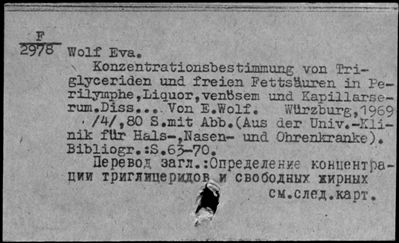 F
2978 Wolf Eva.
Konzentrationsbestimmung von Tri-
glyceriden und freien Fettsäuren in Pe-
rilymphe,Liquor,venösem und Kapillarse-
rum.Diss... Von E.Wolf. Würzburg,1969
/4/,80 S.mit Abb.(Aus der Univ.-Kli-
nik für Hals-,Nasen- und Ohrenkranke).
Bibliogr.:S.63-70.
Перевод загл.:Определение концентра-
ции триглицеридов и свободных жирных
см.след.карт.